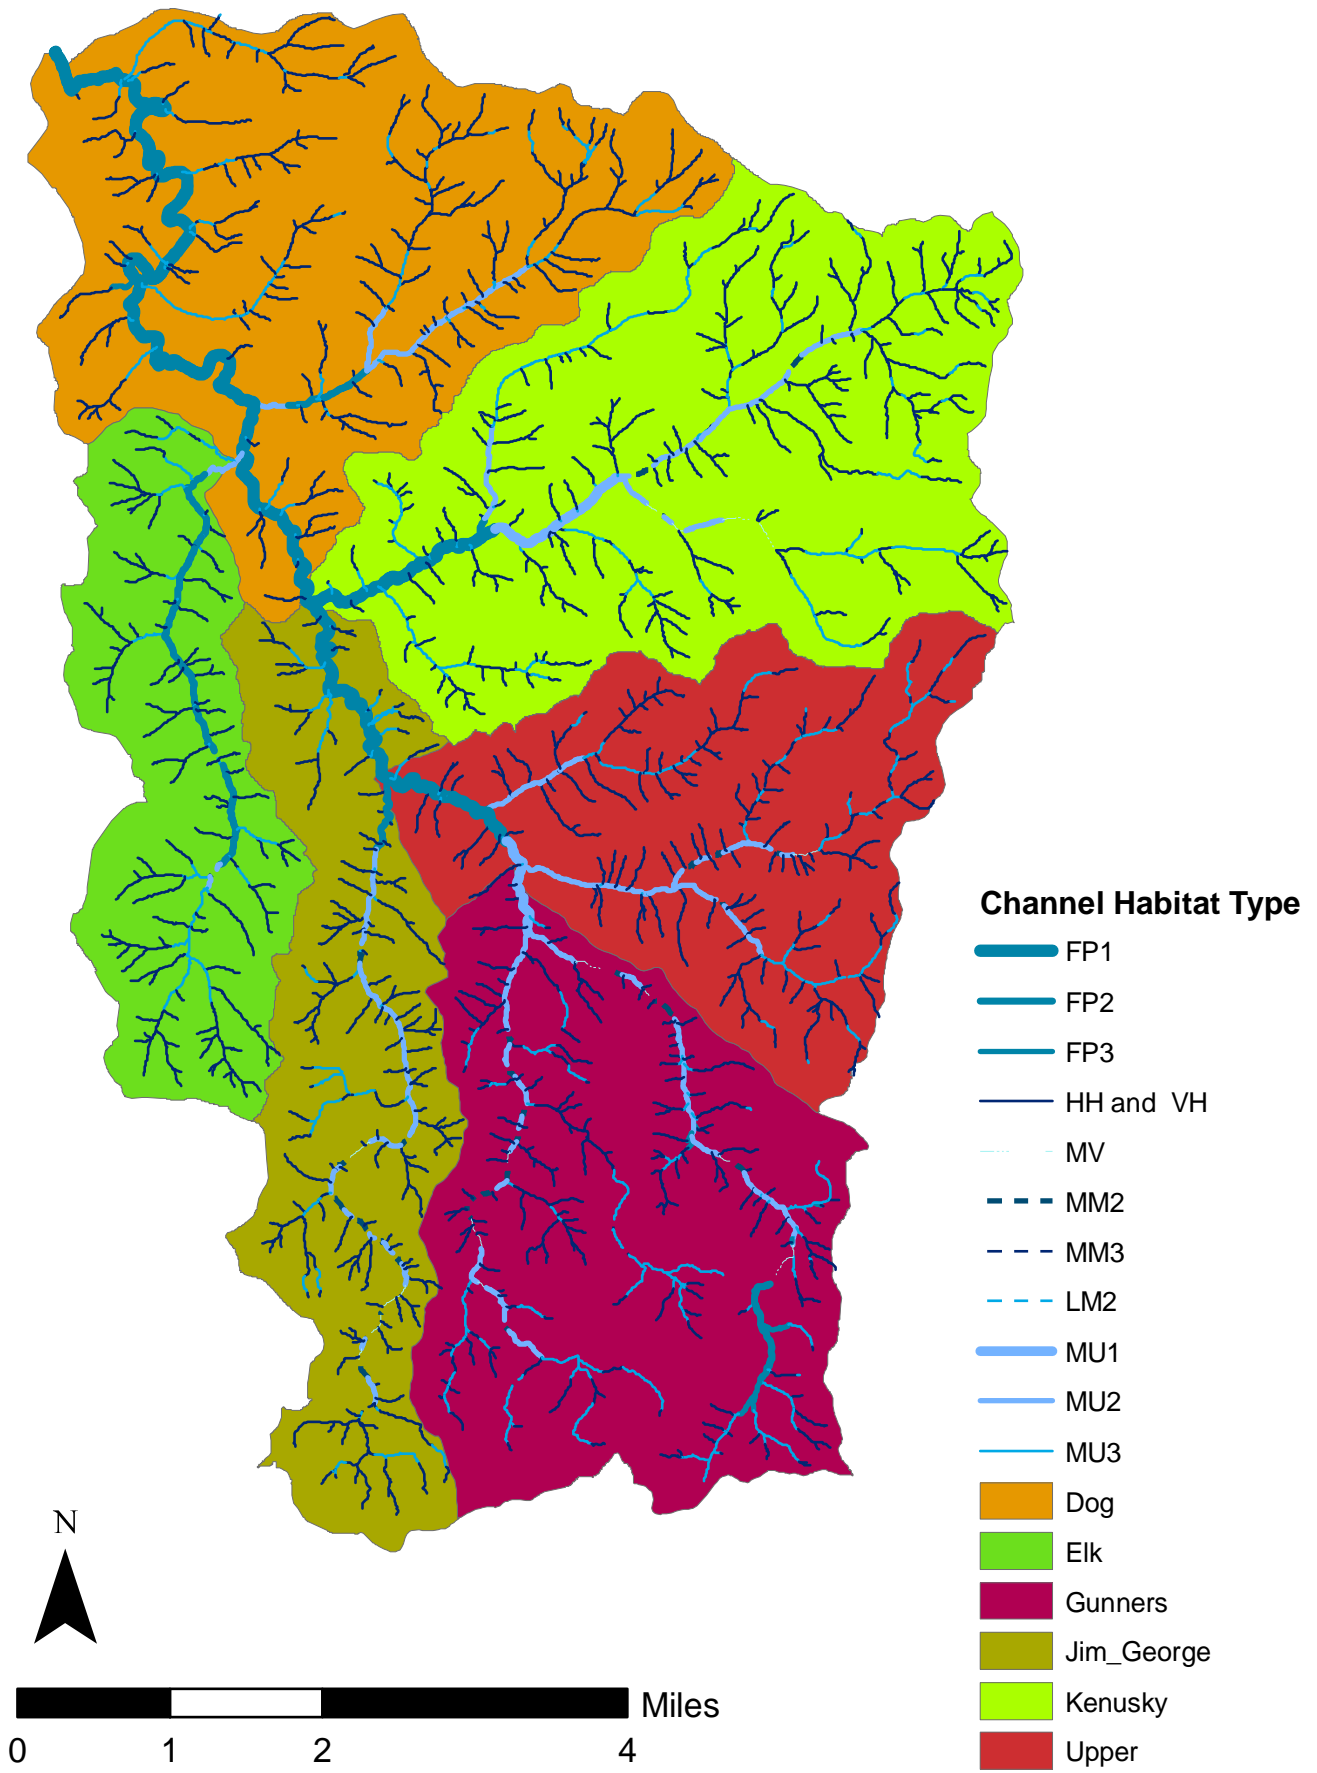 Channel Habitat Type
FP1
FP2
FP3
HH and VH
MV
MM2
MM3
LM2
MU1
MU2
MU3
Dog
Elk
Gunners
Jim_George
Kenusky
Upper
N
Miles
0 1 2 4